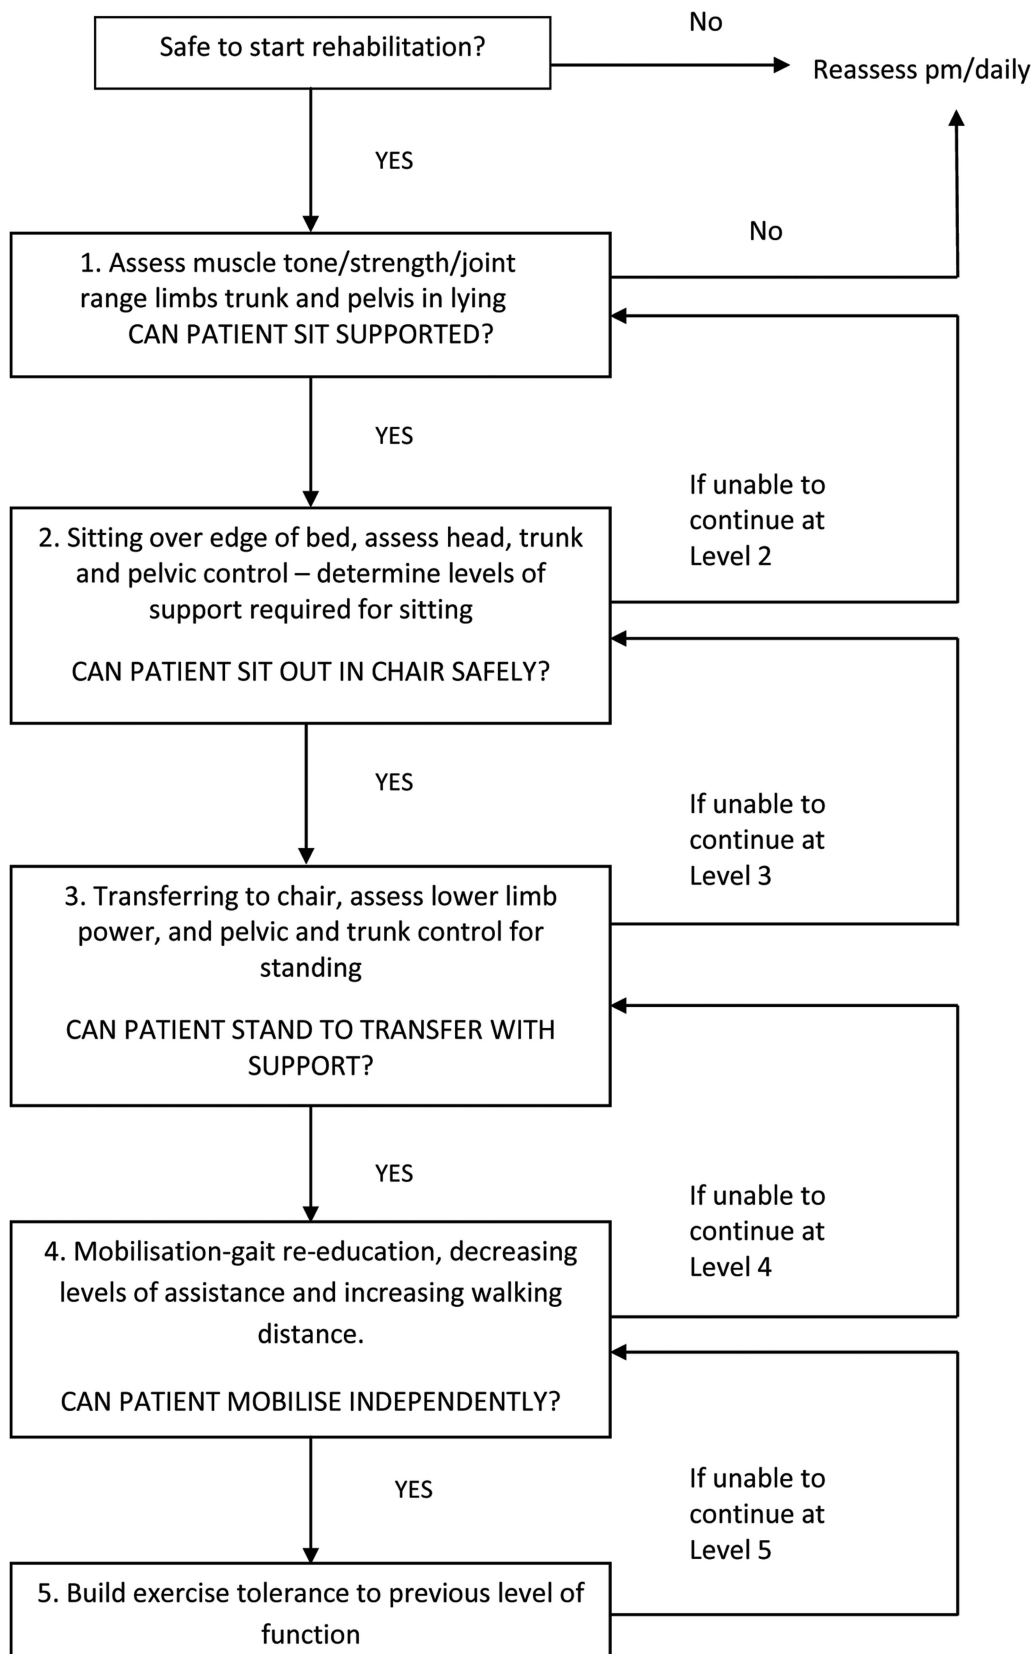 Safe to start rehabilitation?
No
Reassess pm/daily
YES
1. Assess muscle tone/strength/joint
range limbs trunk and pelvis in lying
CAN PATIENT SIT SUPPORTED?
No
YES
If unable to
continue at
Level 2
2. Sitting over edge of bed, assess head, trunk
and pelvic control – determine levels of
support required for sitting
CAN PATIENT SIT OUT IN CHAIR SAFELY?
YES
If unable to
continue at
Level 3
3. Transferring to chair, assess lower limb
power, and pelvic and trunk control for
standing
CAN PATIENT STAND TO TRANSFER WITH
SUPPORT?
YES
If unable to
continue at
Level 4
4. Mobilisation-gait re-education, decreasing
levels of assistance and increasing walking
distance.
CAN PATIENT MOBILISE INDEPENDENTLY?
YES
If unable to
continue at
Level 5
5. Build exercise tolerance to previous level of
function